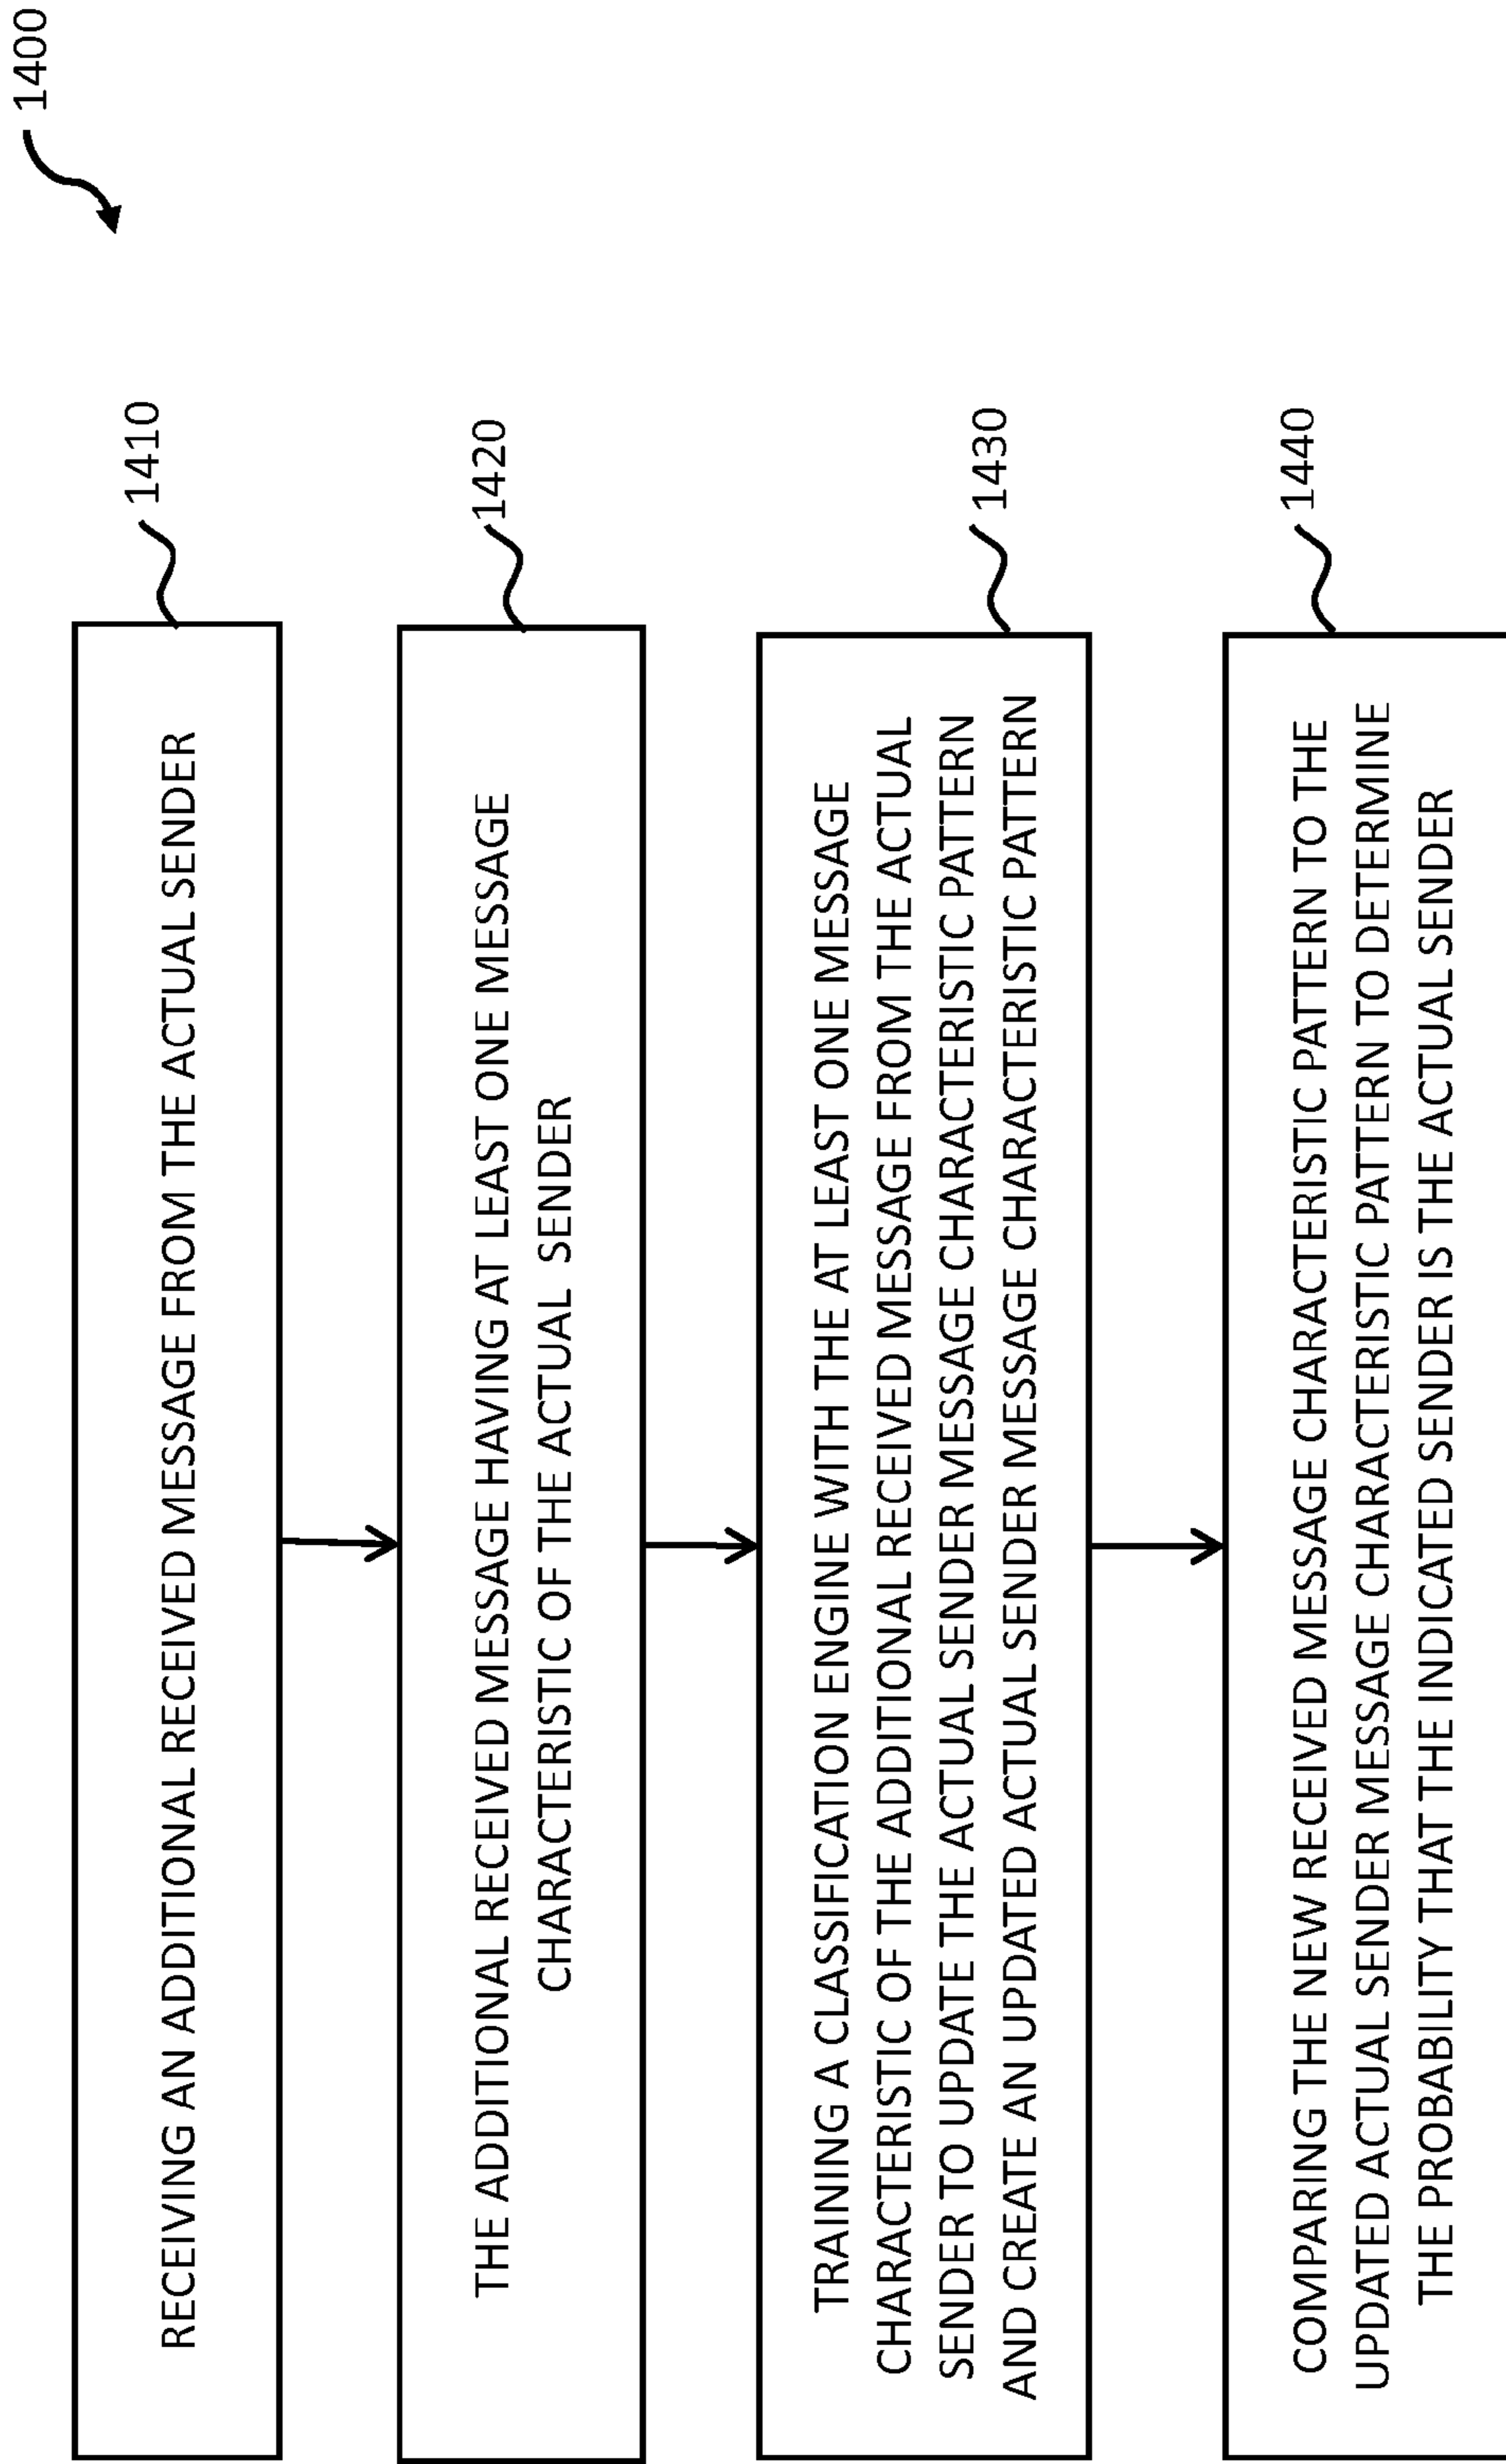 1400
RECEIVING AN ADDITIONAL RECEIVED MESSAGE FROM THE ACTUAL SENDER
1410
THE ADDITIONAL RECEIVED MESSAGE HAVING AT LEAST ONE MESSAGE
CHARACTERISTIC OF THE ACTUAL SENDER
1420
TRAINING A CLASSIFICATION ENGINE WITH THE AT LEAST ONE MESSAGE
CHARACTERISTIC OF THE ADDITIONAL RECEIVED MESSAGE FROM THE ACTUAL
SENDER TO UPDATE THE ACTUAL SENDER MESSAGE CHARACTERISTIC PATTERN
AND CREATE AN UPDATED ACTUAL SENDER MESSAGE CHARACTERISTIC PATTERN
1430
COMPARING THE NEW RECEIVED MESSAGE CHARACTERISTIC PATTERN TO THE
UPDATED ACTUAL SENDER MESSAGE CHARACTERISTIC PATTERN TO DETERMINE
THE PROBABILITY THAT THE INDICATED SENDER IS THE ACTUAL SENDER
1440